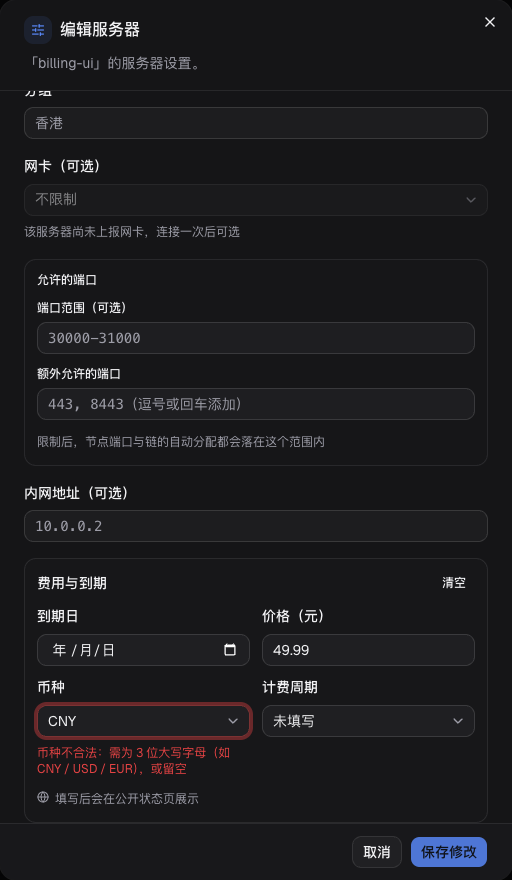 编辑服务器
「billing-ui」的服务器设置。
分组
香港
网卡（可选）
不限制
该服务器尚未上报网卡，连接一次后可选
允许的端口
端口范围（可选）
30000-31000
额外允许的端口
443, 8443（逗号或回车添加）
限制后，节点端口与链的自动分配都会落在这个范围内
内网地址（可选）
10.0.0.2
费用与到期
清空
到期日
价格（元）
年 /月/日
49.99
币种
计费周期
CNY
未填写
币种不合法：需为 3 位大写字母（如
CNY / USD / EUR），或留空
填写后会在公开状态页展示
取消
保存修改